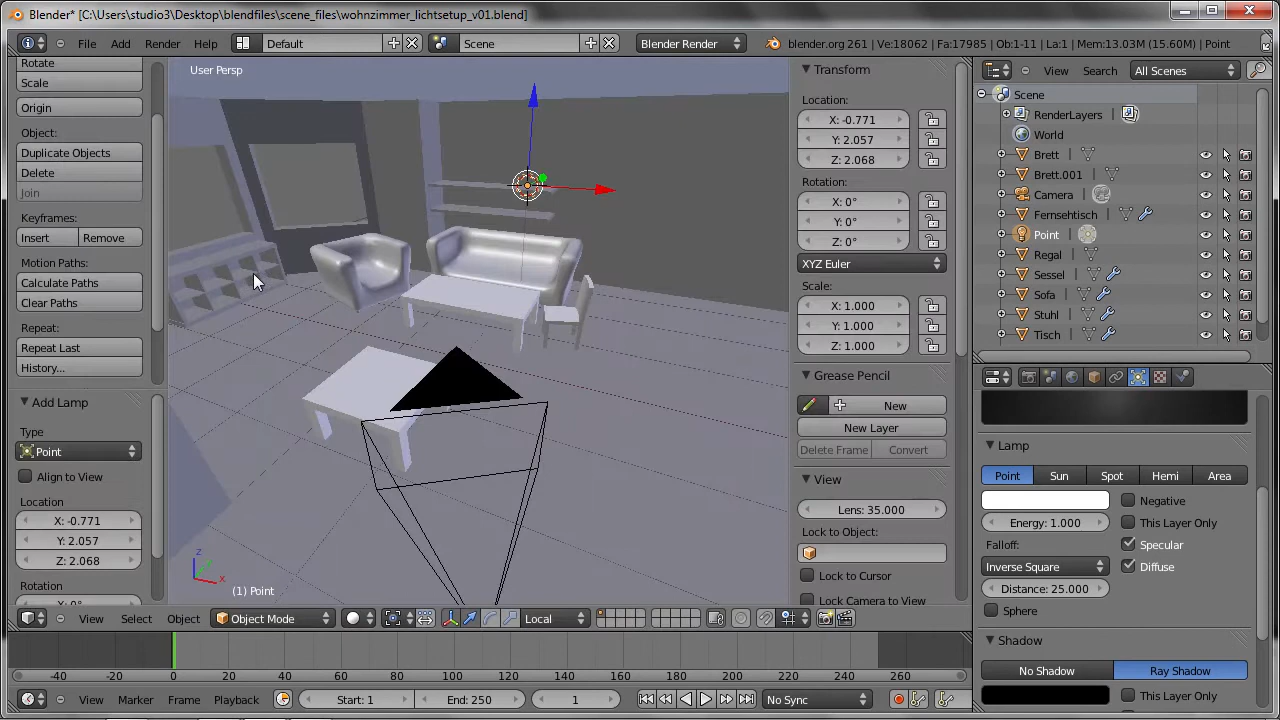 Blender* [C:\Users\studio3\Desktop\blendfiles\scene_files\wohnzimmer_lichtsetup_v01.blend]
File Add Render Help Default Scene Blender Render blender.org 261 | Ve:18062 | Fa:17985 | Ob:1-11 | La:1 | Mem:13.03M (15.60M) | Point
Rotate
Scale
Origin
Object:
Duplicate Objects
Delete
Join
Keyframes:
Insert Remove
Motion Paths:
Calculate Paths
Clear Paths
Repeat:
Repeat Last
History...
Add Lamp
Type
Point
Align to View
Location
X: -0.771
Y: 2.057
Z: 2.068
Rotation
X: 0°
User Persp
z
y
x
(1) Point
Transform
Location:
X: -0.771
Y: 2.057
Z: 2.068
Rotation:
X: 0°
Y: 0°
Z: 0°
XYZ Euler
Scale:
X: 1.000
Y: 1.000
Z: 1.000
Grease Pencil
New
New Layer
Delete Frame Convert
View
Lens: 35.000
Lock to Object:
Lock to Cursor
Lock Camera to View
View Search All Scenes
Scene
RenderLayers
World
Brett
Brett.001
Camera
Fernsehtisch
Point
Regal
Sessel
Sofa
Stuhl
Tisch
Lamp
Point Sun Spot Hemi Area
Negative
Energy: 1.000 This Layer Only
Falloff: Specular
Inverse Square Diffuse
Distance: 25.000
Sphere
Shadow
No Shadow Ray Shadow
This Layer Only
View Select Object Object Mode Local
-40 -20 0 20 40 60 80 100 120 140 160 180 200 220 240 260
View Marker Frame Playback Start: 1 End: 250 1 No Sync